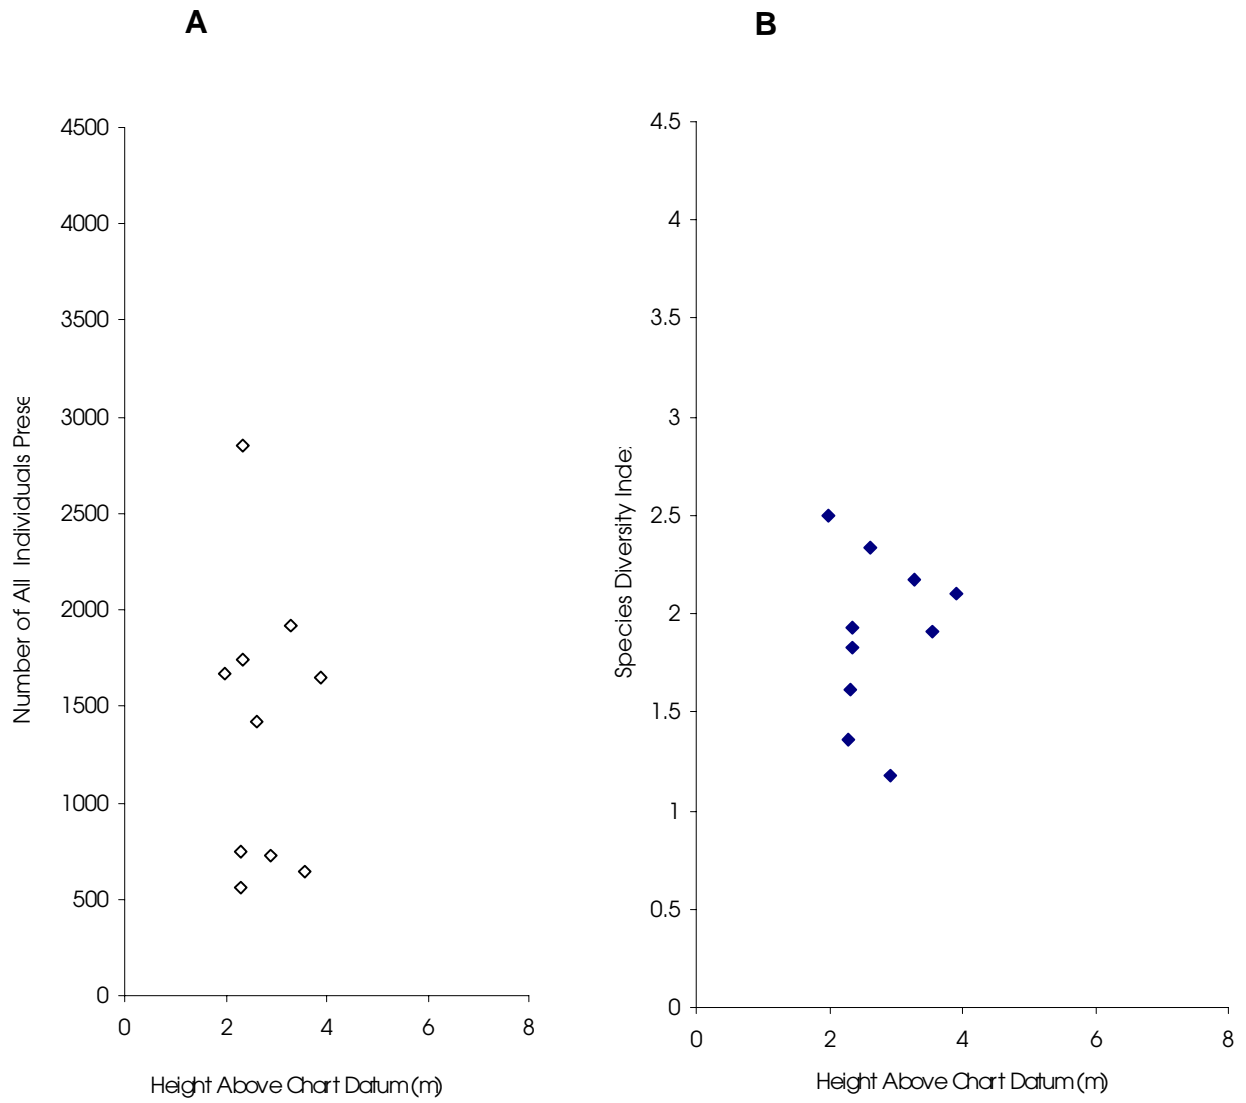 A
B
4500
4000
3500
3000
2500
2000
1500
1000
500
0
0 2 4 6 8
Number of All Individuals Prese
Height Above Chart Datum (m)
4.5
4
3.5
3
2.5
2
1.5
1
0.5
0
0 2 4 6 8
Species Diversity Inde
Height Above Chart Datum (m)